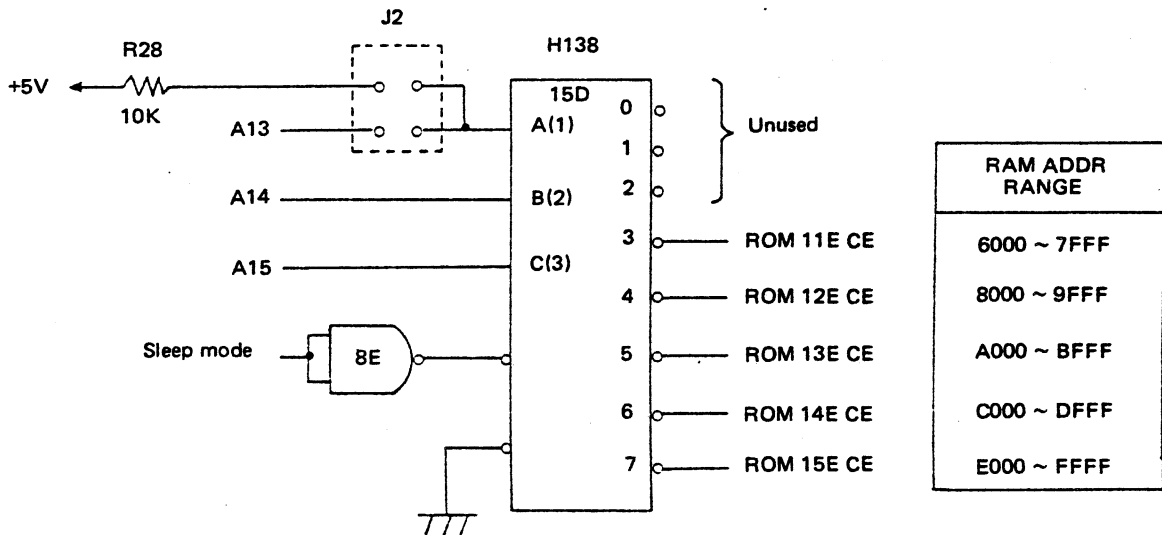 J2
R28
H138
+5V
10K
15D
A13
A(1)
0
1
2
Unused
A14
B(2)
3
ROM 11E CE
A15
C(3)
4
ROM 12E CE
Sleep mode
8E
5
ROM 13E CE
6
ROM 14E CE
7
ROM 15E CE
RAM ADDR
RANGE
6000 ~ 7FFF
8000 ~ 9FFF
A000 ~ BFFF
C000 ~ DFFF
E000 ~ FFFF